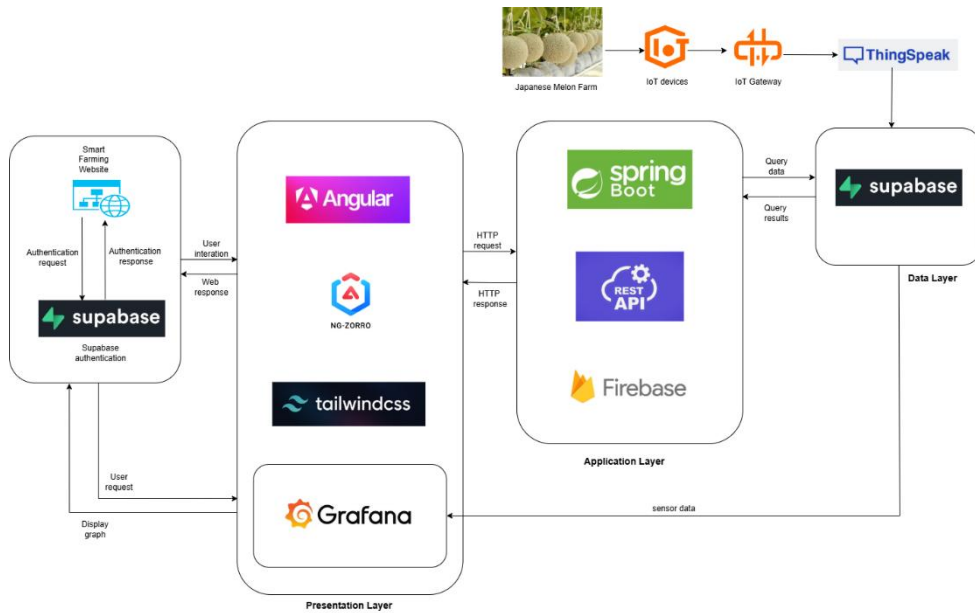 Japanese Melon Farm
IoT
IoT devices
IoT Gateway
ThingSpeak
Smart
Farming
Website
Authentication
request
Authentication
response
supabase
Supabase
authentication
User
interation
Web
response
Angular
NG-ZORRO
tailwindcss
Grafana
Presentation Layer
HTTP
request
HTTP
response
spring
Boot
REST
API
Firebase
Application Layer
Query
data
Query
results
supabase
Data Layer
sensor data
User
request
Display
graph